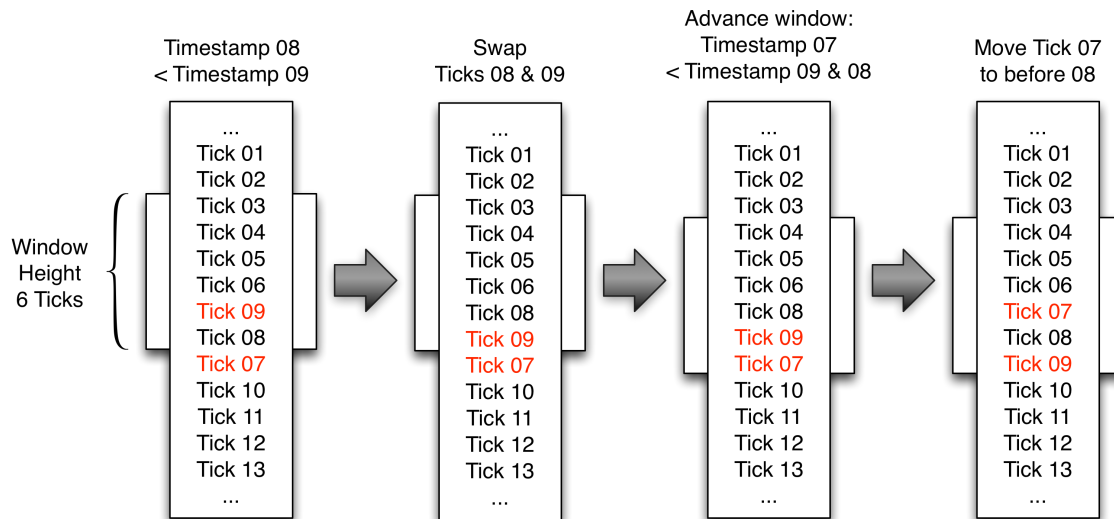 Timestamp 08
< Timestamp 09
Window
Height
6 Ticks
...
Tick 01
Tick 02
Tick 03
Tick 04
Tick 05
Tick 06
Tick 09
Tick 08
Tick 07
Tick 10
Tick 11
Tick 12
Tick 13
...
Swap
Ticks 08 & 09
...
Tick 01
Tick 02
Tick 03
Tick 04
Tick 05
Tick 06
Tick 08
Tick 09
Tick 07
Tick 10
Tick 11
Tick 12
Tick 13
...
Advance window:
Timestamp 07
< Timestamp 09 & 08
...
Tick 01
Tick 02
Tick 03
Tick 04
Tick 05
Tick 06
Tick 08
Tick 09
Tick 07
Tick 10
Tick 11
Tick 12
Tick 13
...
Move Tick 07
to before 08
...
Tick 01
Tick 02
Tick 03
Tick 04
Tick 05
Tick 06
Tick 07
Tick 08
Tick 09
Tick 10
Tick 11
Tick 12
Tick 13
...